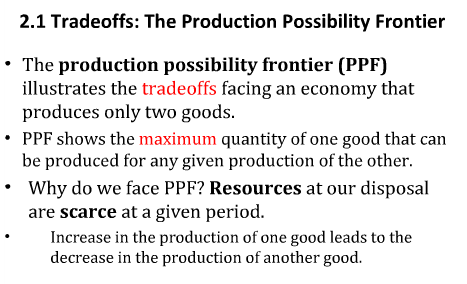 2.1 Tradeoffs: The Production Possibility Frontier
• The production possibility frontier (PPF)
illustrates the tradeoffs facing an economy that
produces only two goods.
• PPF shows the maximum quantity of one good that can
be produced for any given production of the other.
• Why do we face PPF? Resources at our disposal
are scarce at a given period.
• Increase in the production of one good leads to the
decrease in the production of another good.